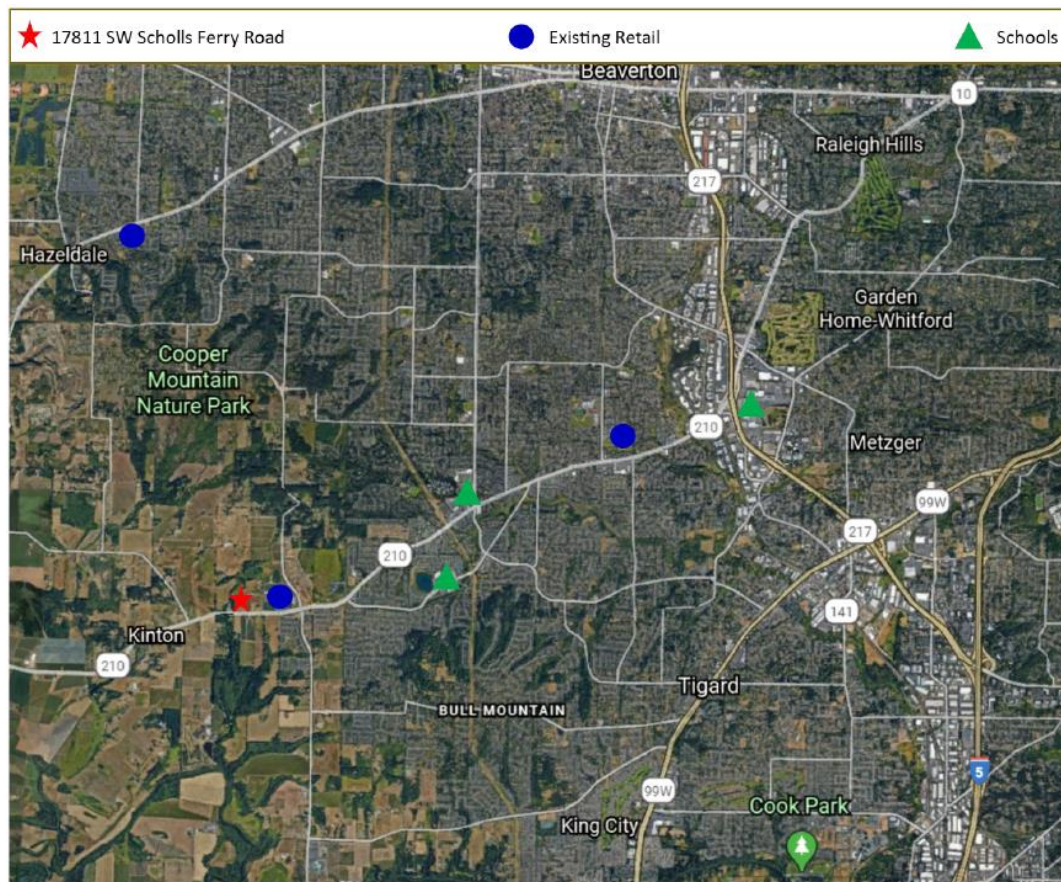 17811 SW Scholls Ferry Road
Existing Retail
Schools
Beaverton
10
Raleigh Hills
217
Hazeldale
Garden
Home-Whitford
Cooper
Mountain
Nature Park
210
Metzger
99W
217
210
141
Kinton
210
Tigard
BULL MOUNTAIN
5
99W
Cook Park
King City